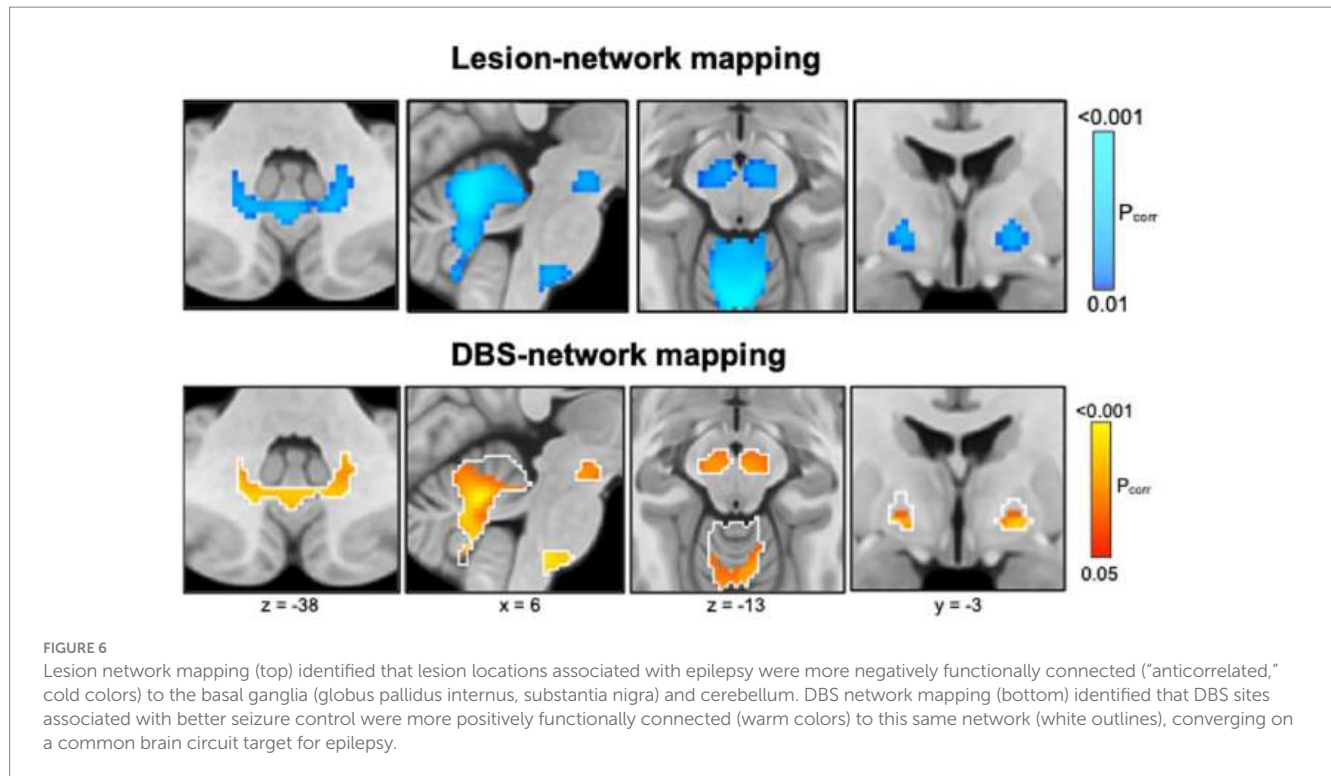 Lesion-network mapping
<0.001
Pcorr
0.01
DBS-network mapping
<0.001
Pcorr
0.05
z = -38
x = 6
z = -13
y = -3
FIGURE 6
Lesion network mapping (top) identified that lesion locations associated with epilepsy were more negatively functionally connected (“anticorrelated,”
cold colors) to the basal ganglia (globus pallidus internus, substantia nigra) and cerebellum. DBS network mapping (bottom) identified that DBS sites
associated with better seizure control were more positively functionally connected (warm colors) to this same network (white outlines), converging on
a common brain circuit target for epilepsy.